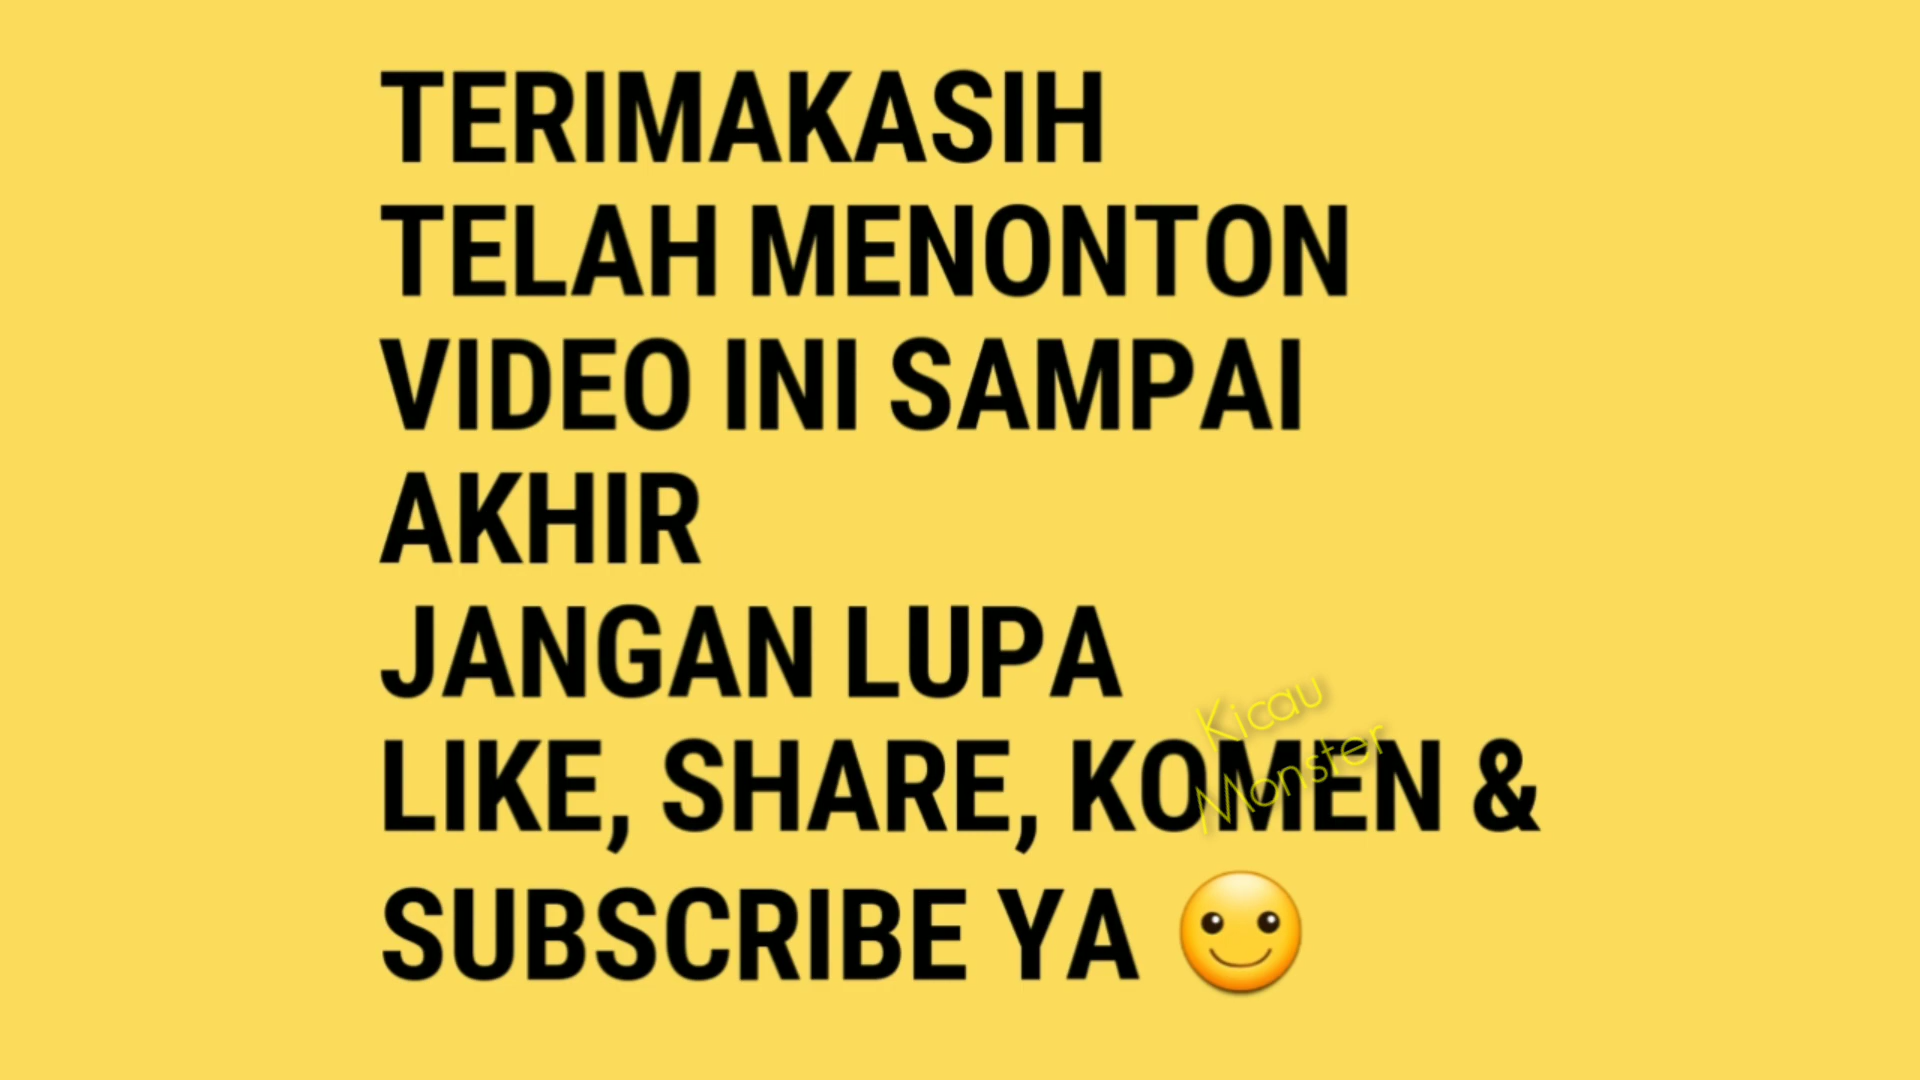 TERIMAKASIH
TELAH MENONTON
VIDEO INI SAMPAI
AKHIR
JANGAN LUPA
LIKE, SHARE, KOMEN &
SUBSCRIBE YA 🙂
Kicau
Monster